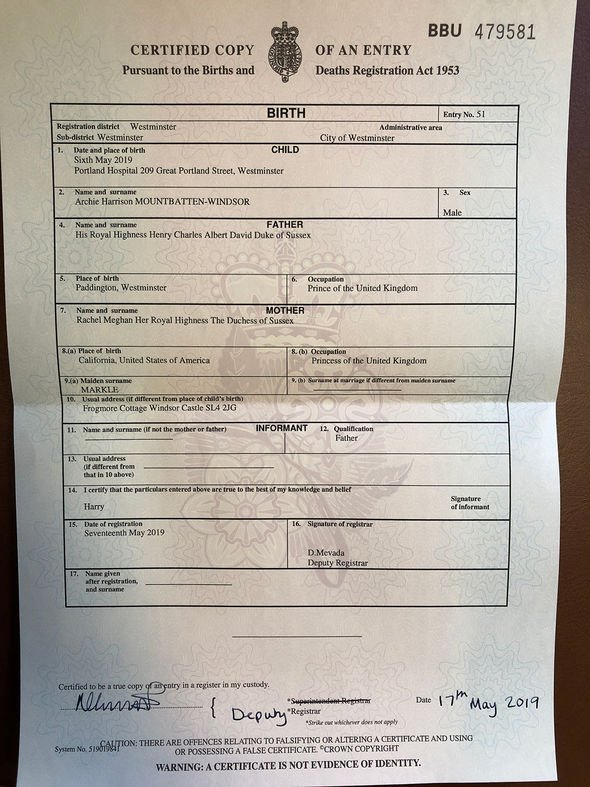 BBU 479581
CERTIFIED COPY OF AN ENTRY
Pursuant to the Births and Deaths Registration Act 1953
BIRTH
Entry No. 51
Registration district Westminster
Administrative area
Sub-district Westminster
City of Westminster
CHILD
1. Date and place of birth
Sixth May 2019
Portland Hospital 209 Great Portland Street, Westminster
2. Name and surname
Archie Harrison MOUNTBATTEN-WINDSOR
3. Sex
Male
FATHER
4. Name and surname
His Royal Highness Henry Charles Albert David Duke of Sussex
5. Place of birth
Paddington, Westminster
6. Occupation
Prince of the United Kingdom
MOTHER
7. Name and surname
Rachel Meghan Her Royal Highness The Duchess of Sussex
8.(a) Place of birth
California, United States of America
8. (b) Occupation
Princess of the United Kingdom
9.(a) Maiden surname
MARKLE
9. (b) Surname at marriage if different from maiden surname
10. Usual address (if different from place of child's birth)
Frogmore Cottage Windsor Castle SL4 2JG
INFORMANT
11. Name and surname (if not the mother or father)
12. Qualification
Father
13. Usual address
(if different from
that in 10 above)
14. I certify that the particulars entered above are true to the best of my knowledge and belief
Harry
Signature
of informant
15. Date of registration
Seventeenth May 2019
16. Signature of registrar
D.Mevada
Deputy Registrar
17. Name given
after registration,
and surname
Certified to be a true copy of an entry in a register in my custody.
{ Deputy
*Superintendent Registrar
*Registrar
*Strike out whichever does not apply
Date 17th May 2019
System No.
CAUTION: THERE ARE OFFENCES RELATING TO FALSIFYING OR ALTERING A CERTIFICATE AND USING
OR POSSESSING A FALSE CERTIFICATE. ©CROWN COPYRIGHT
WARNING: A CERTIFICATE IS NOT EVIDENCE OF IDENTITY.